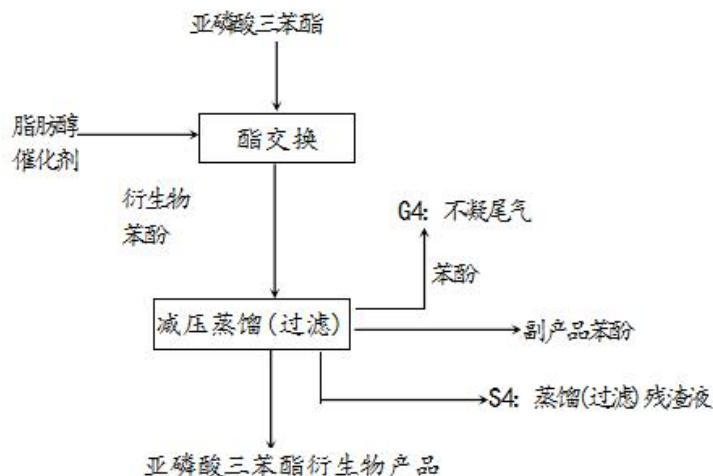 亚磷酸三苯酯
脂肪醇
催化剂
酯交换
衍生物
苯酚
G4: 不凝尾气
苯酚
减压蒸馏(过滤)
副产品苯酚
S4: 蒸馏(过滤)残渣液
亚磷酸三苯酯衍生物产品